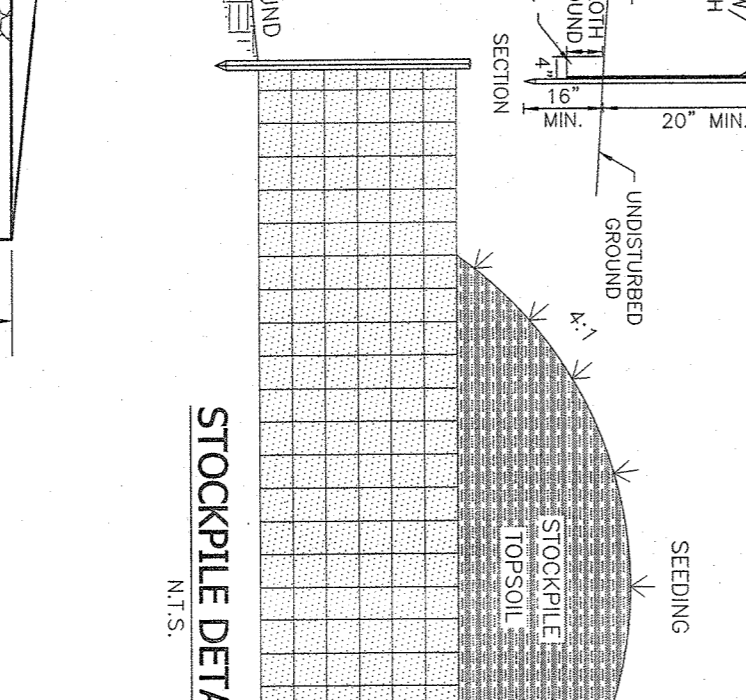 SECTION
4"
16"
MIN.
20" MIN.
UNDISTURBED
GROUND
4:1
SEEDING
STOCKPILE
TOPSOIL
STOCKPILE DETA
N.T.S.